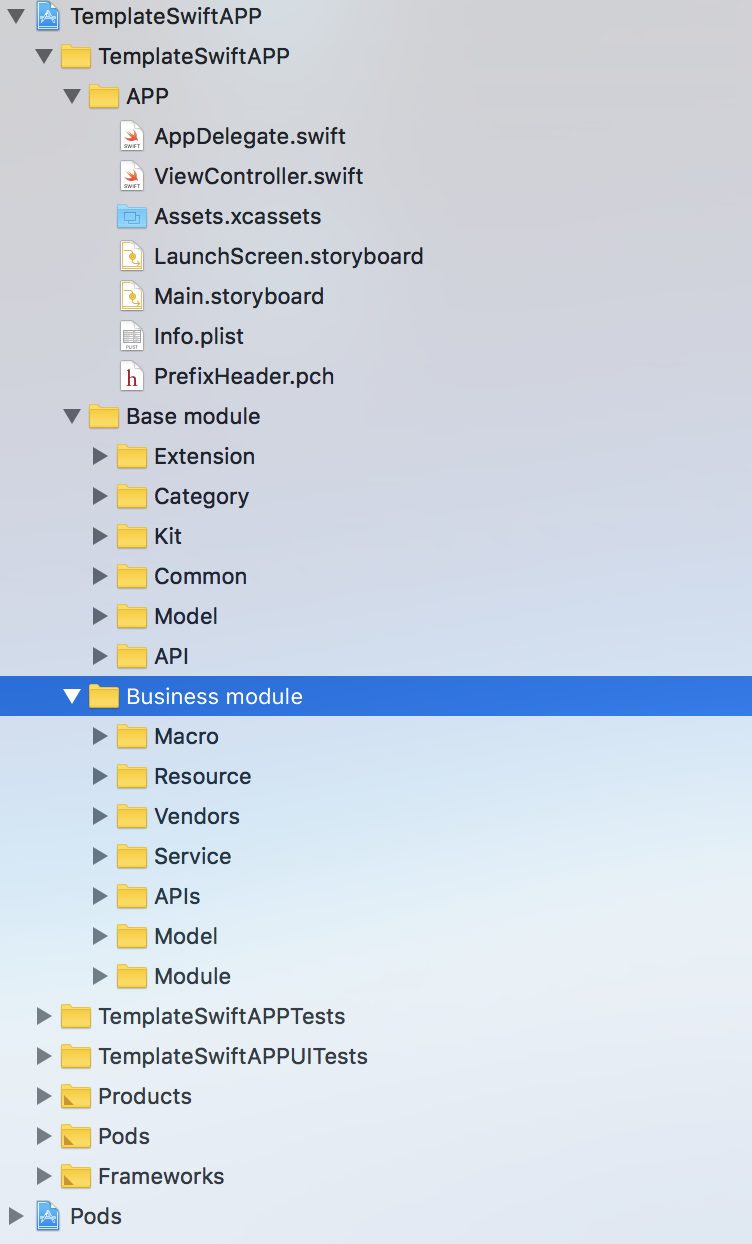 TemplateSwiftAPP
TemplateSwiftAPP
APP
SWIFT AppDelegate.swift
SWIFT ViewController.swift
Assets.xcassets
LaunchScreen.storyboard
Main.storyboard
PLIST Info.plist
h PrefixHeader.pch
Base module
Extension
Category
Kit
Common
Model
API
Business module
Macro
Resource
Vendors
Service
APIs
Model
Module
TemplateSwiftAPPTests
TemplateSwiftAPPUITests
Products
Pods
Frameworks
Pods